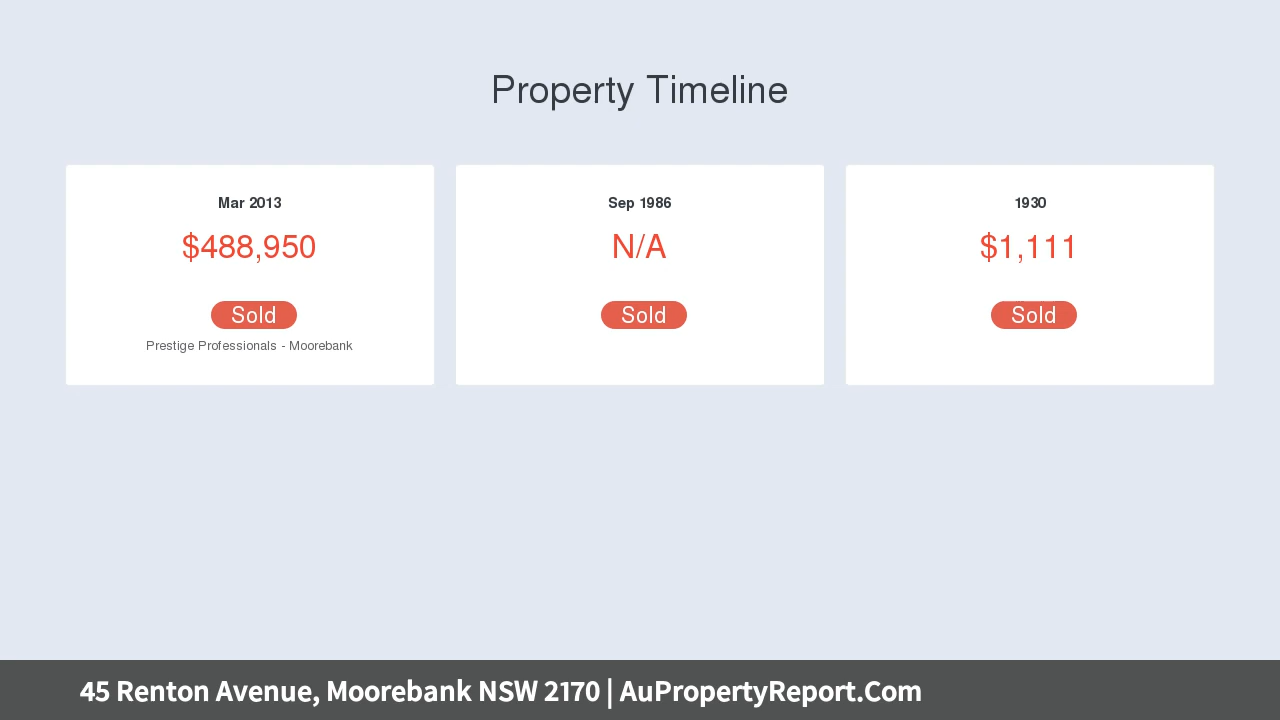 Property Timeline
Mar 2013
$488,950
Sold
Prestige Professionals - Moorebank
Sep 1986
N/A
Sold
1930
$1,111
Sold
45 Renton Avenue, Moorebank NSW 2170 | AuPropertyReport.Com